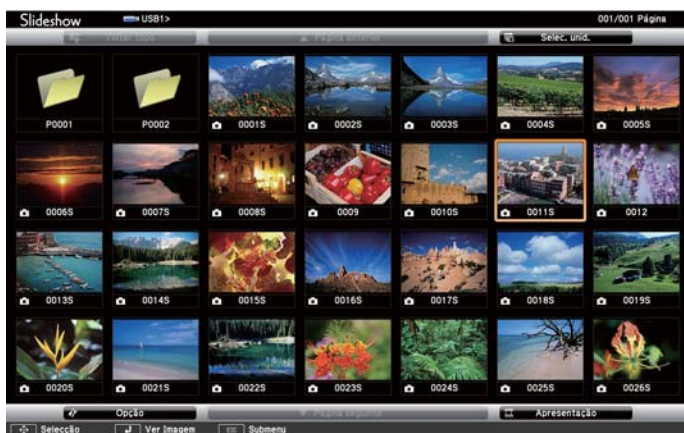 Slideshow USB1> 001/001 Página
Voltar topo Página anterior Selec. unid.
P0001 P0002 0001S 0002S 0003S 0004S 0005S
0006S 0007S 0008S 0009 0010S 0011S 0012
0013S 0014S 0015S 0016S 0017S 0018S 0019S
0020S 0021S 0022S 0023S 0024S 0025S 0026S
Opção Página seguinte Apresentação
Selecção Ver Imagem Submenu